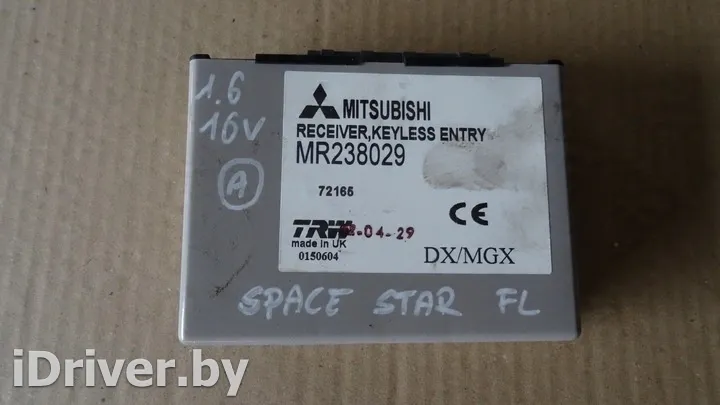 1.6
16V
A
MITSUBISHI
RECEIVER,KEYLESS ENTRY
MR238029
72165
TRW
-04-29
made in UK
0150604
CE
DX/MGX
SPACE STAR FL
iDriver.by